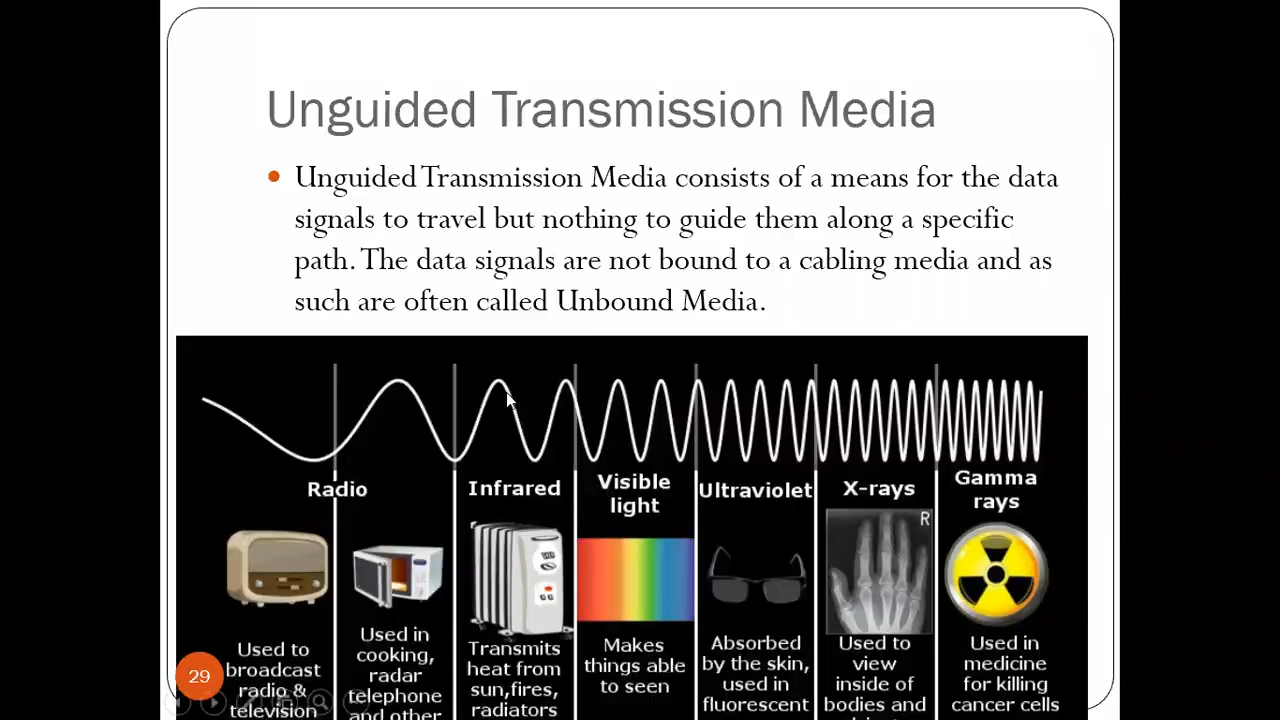 Unguided Transmission Media
Unguided Transmission Media consists of a means for the data
signals to travel but nothing to guide them along a specific
path. The data signals are not bound to a cabling media and as
such are often called Unbound Media.
Radio
Infrared
Visible
light
Ultraviolet
X-rays
Gamma
rays
R
Used to
broadcast
radio &
television
Used in
cooking,
radar
telephone
and other
Transmits
heat from
sun,fires,
radiators
Makes
things able
to seen
Absorbed
by the skin,
used in
fluorescent
Used to
view
inside of
bodies and
Used in
medicine
for killing
cancer cells
29